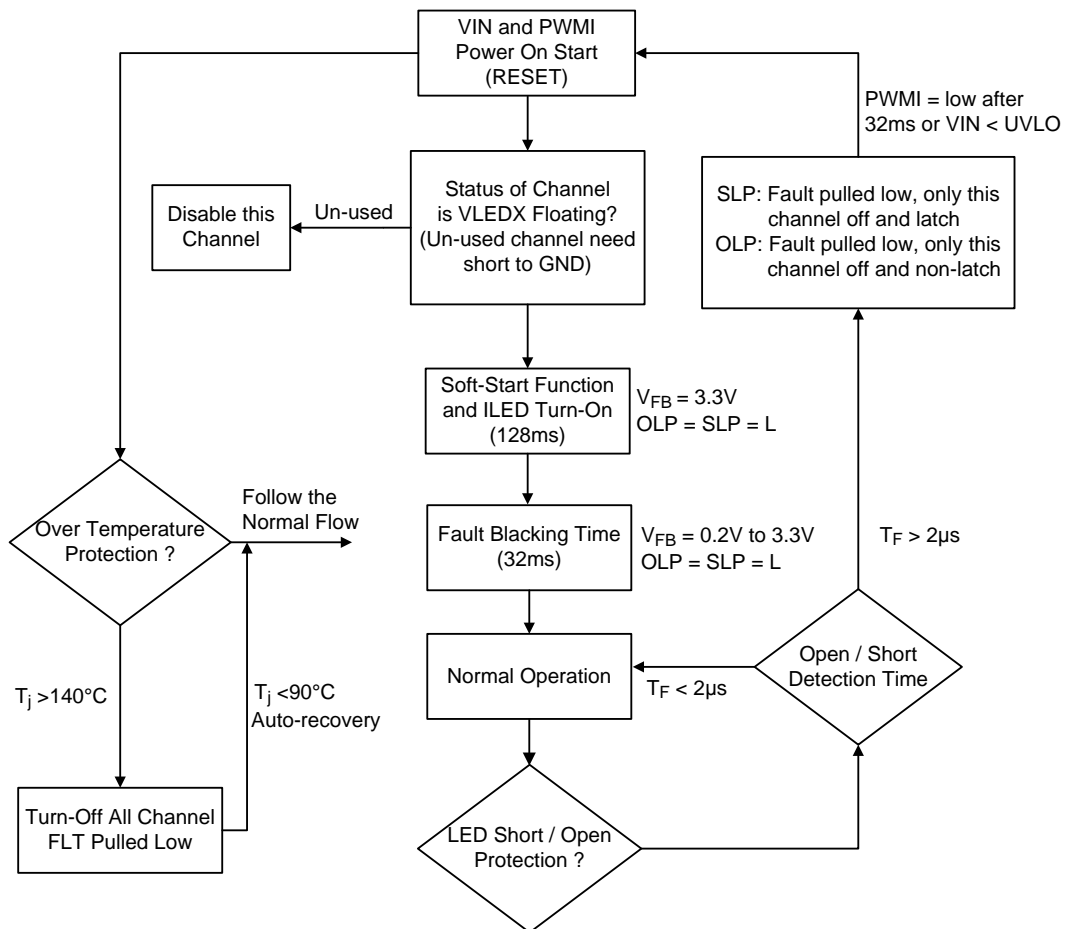 VIN and PWMI
Power On Start
(RESET)
PWMI = low after
32ms or VIN < UVLO
Status of Channel
is VLEDX Floating?
(Un-used channel need
short to GND)
Un-used
Disable this
Channel
SLP: Fault pulled low, only this
channel off and latch
OLP: Fault pulled low, only this
channel off and non-latch
Soft-Start Function
and ILED Turn-On
(128ms)
VFB = 3.3V
OLP = SLP = L
Over Temperature
Protection ?
Follow the
Normal Flow
Fault Blacking Time
(32ms)
VFB = 0.2V to 3.3V
OLP = SLP = L
TF > 2µs
Normal Operation
TF < 2µs
Open / Short
Detection Time
Tj >140°C
Tj <90°C
Auto-recovery
Turn-Off All Channel
FLT Pulled Low
LED Short / Open
Protection ?